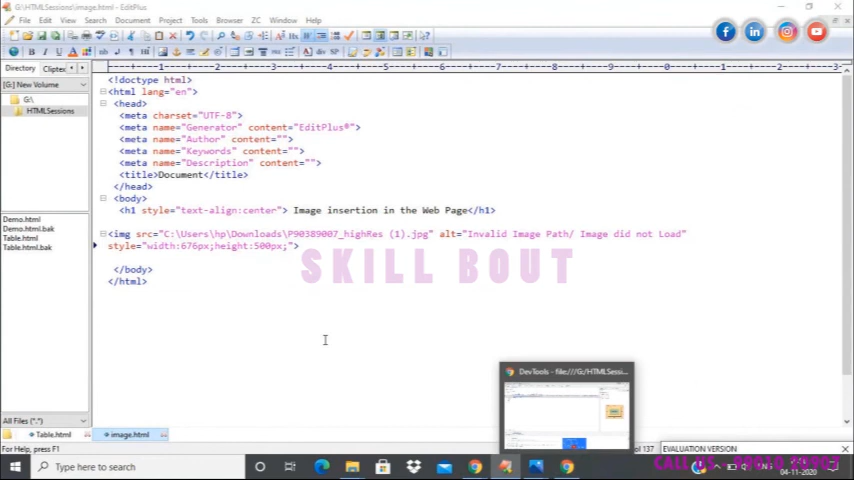 G:\HTMLSessions\image.html - EditPlus
File Edit View Search Document Project Tools Browser ZC Window Help
Directory Cliptex
[G:] New Volume
G:\
HTMLSessions
Demo.html
Demo.html.bak
Table.html
Table.html.bak
All Files (*.*)
<!doctype html>
<html lang="en">
<head>
<meta charset="UTF-8">
<meta name="Generator" content="EditPlus®">
<meta name="Author" content="">
<meta name="Keywords" content="">
<meta name="Description" content="">
<title>Document</title>
</head>
<body>
<h1 style="text-align:center"> Image insertion in the Web Page</h1>
<img src="C:\Users\hp\Downloads\P90389007_highRes (1).jpg" alt="Invalid Image Path/ Image did not Load"
style="width:676px;height:500px;">
</body>
</html>
SKILL BOUT
DevTools - file:///G:/HTMLSessi...
Table.html image.html
For Help, press F1
ol 137 EVALUATION VERSION
Type here to search
ENG
04-11-2020